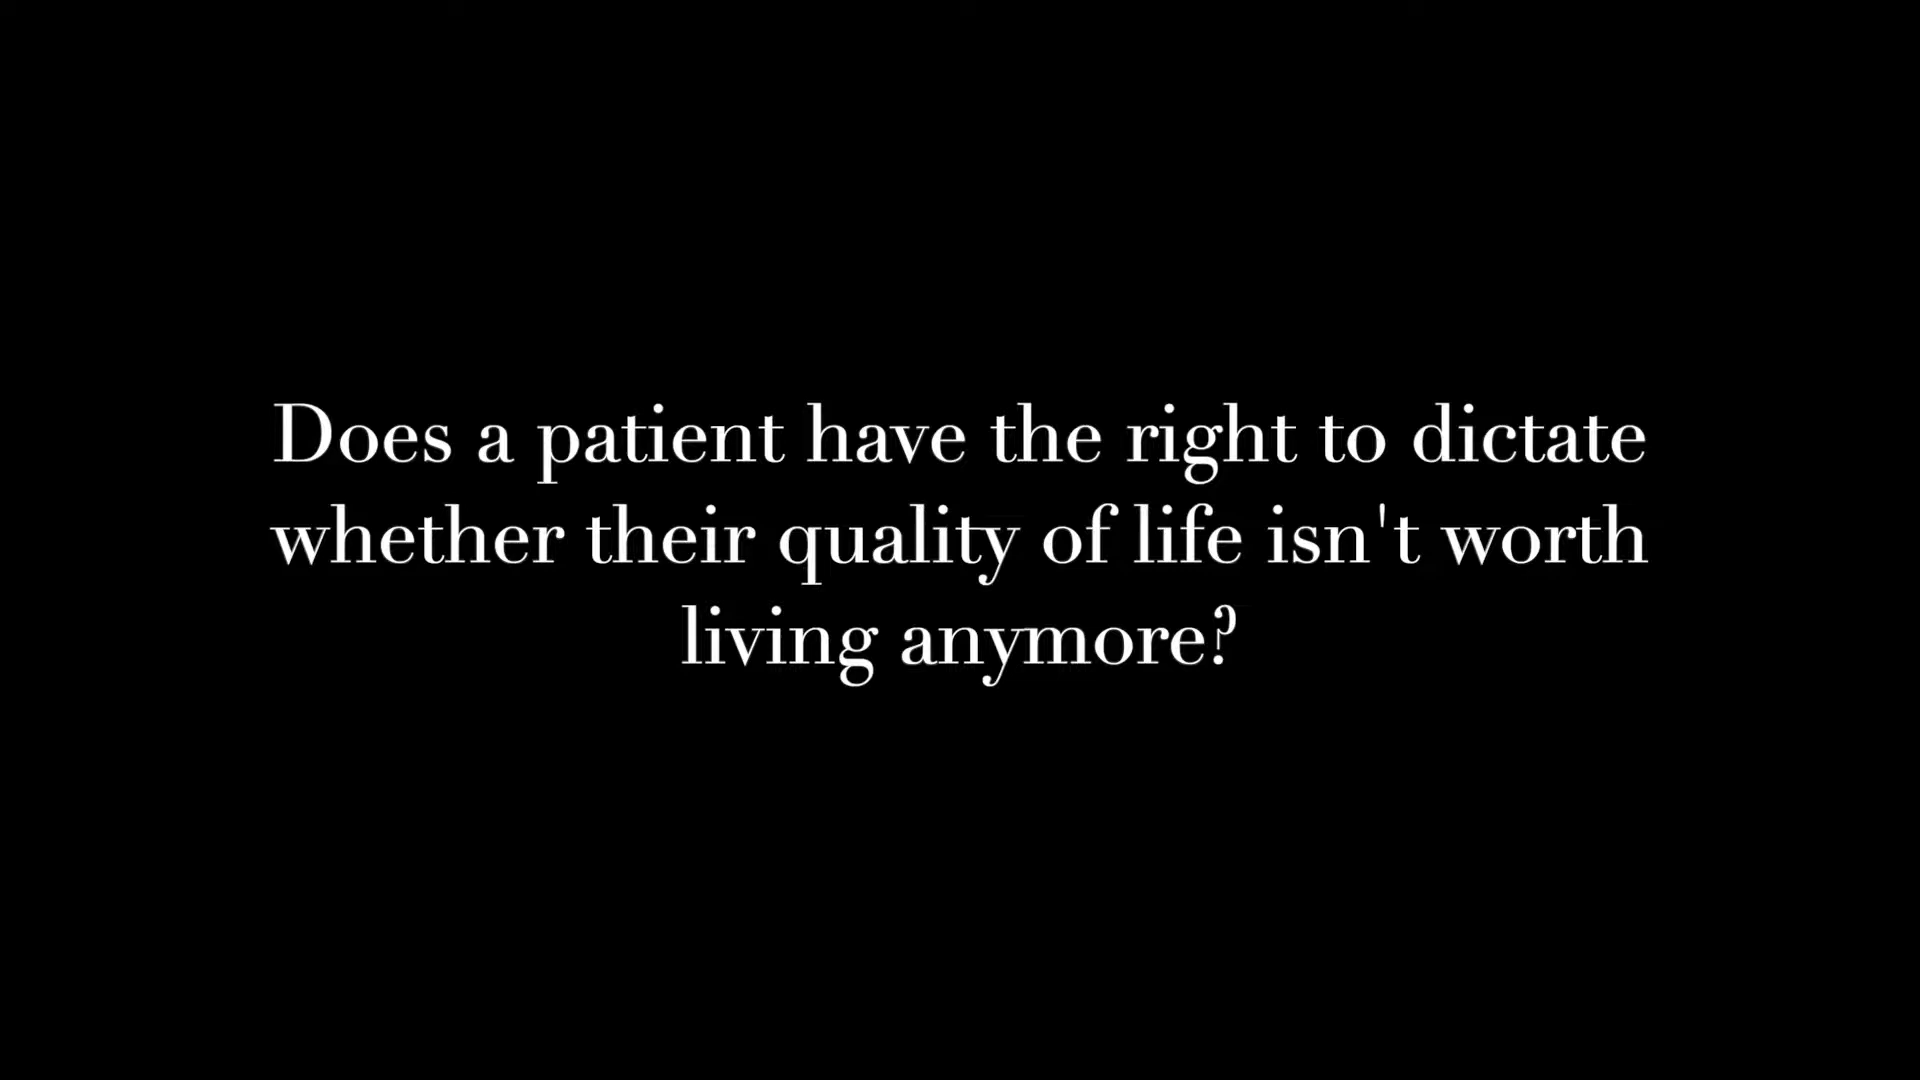 Does a patient have the right to dictate
whether their quality of life isn't worth
living anymore?